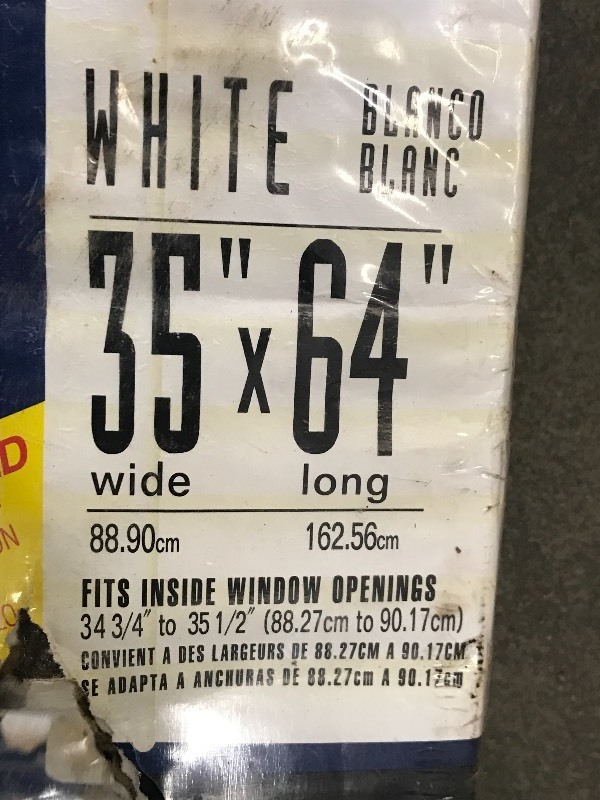 WHITE BLANCO
BLANC
35" x 64"
wide long
88.90cm 162.56cm
FITS INSIDE WINDOW OPENINGS
34 3/4" to 35 1/2" (88.27cm to 90.17cm)
CONVIENT A DES LARGEURS DE 88.27CM A 90.17CM
SE ADAPTA A ANCHURAS DE 88.27cm A 90.17cm
D